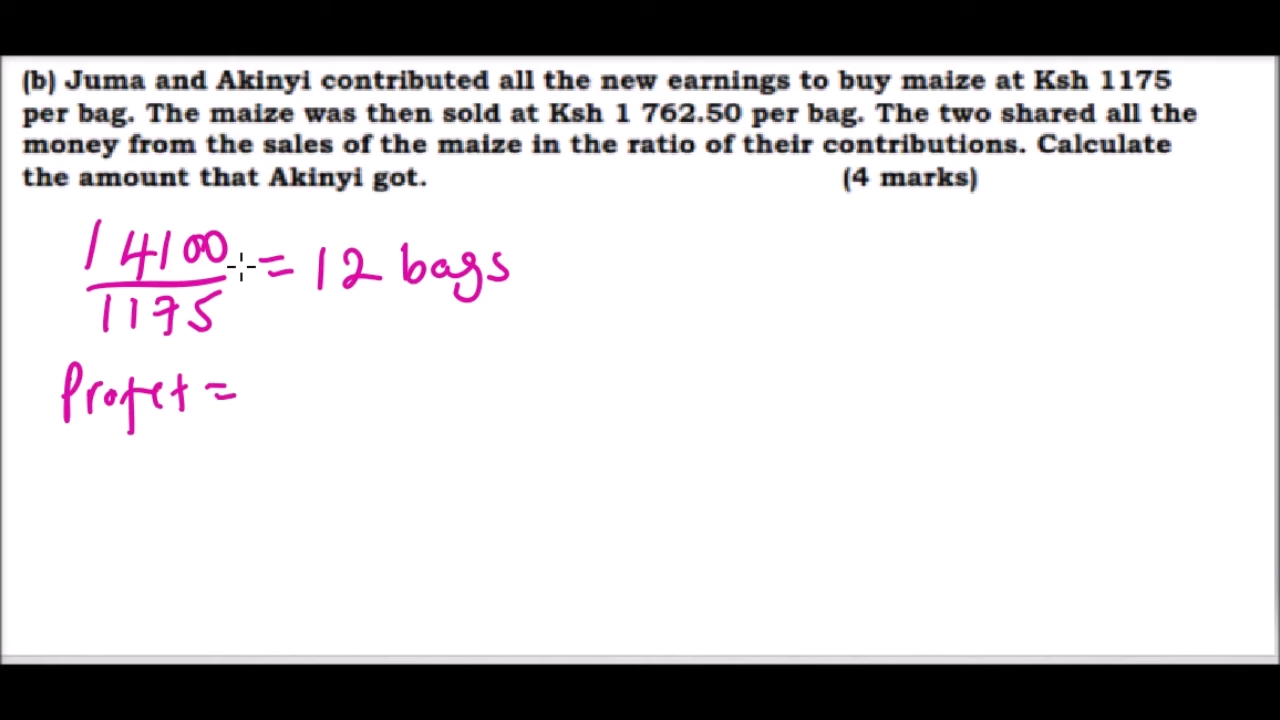 (b) Juma and Akinyi contributed all the new earnings to buy maize at Ksh 1175
per bag. The maize was then sold at Ksh 1 762.50 per bag. The two shared all the
money from the sales of the maize in the ratio of their contributions. Calculate
the amount that Akinyi got. (4 marks)
14100
1175
= 12 bags
Profit =